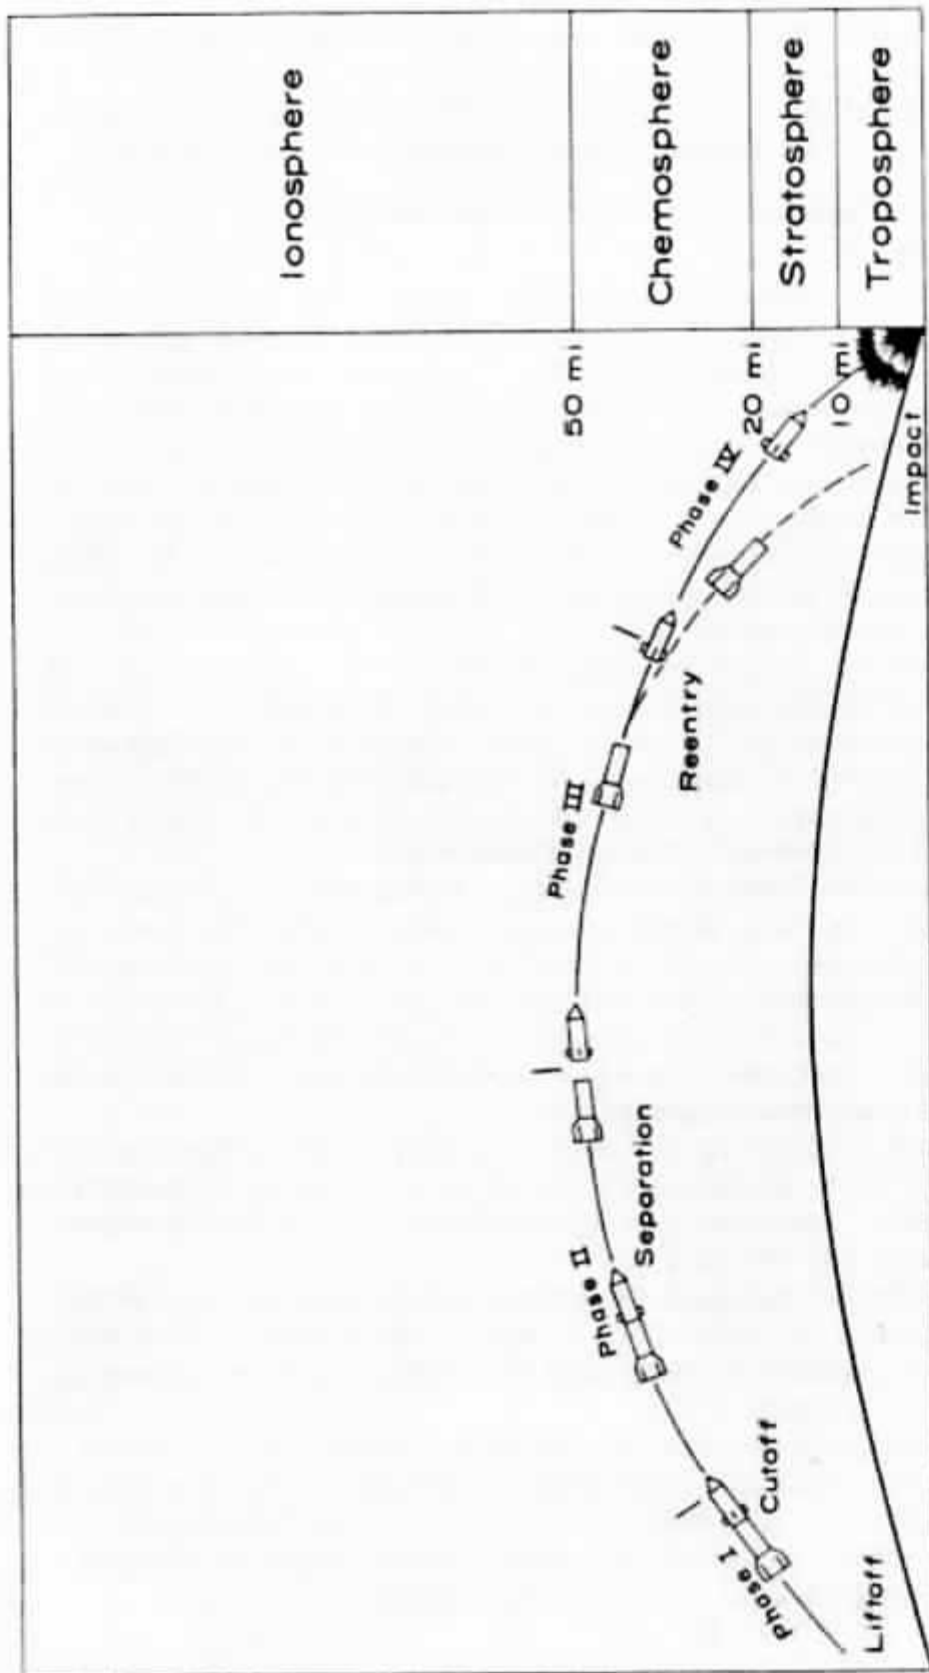 Ionosphere
Chemosphere
Stratosphere
Troposphere
50 mi
20 mi
10 mi
Phase I
Phase II
Phase III
Phase IV
Liftoff
Cutoff
Separation
Reentry
Impact